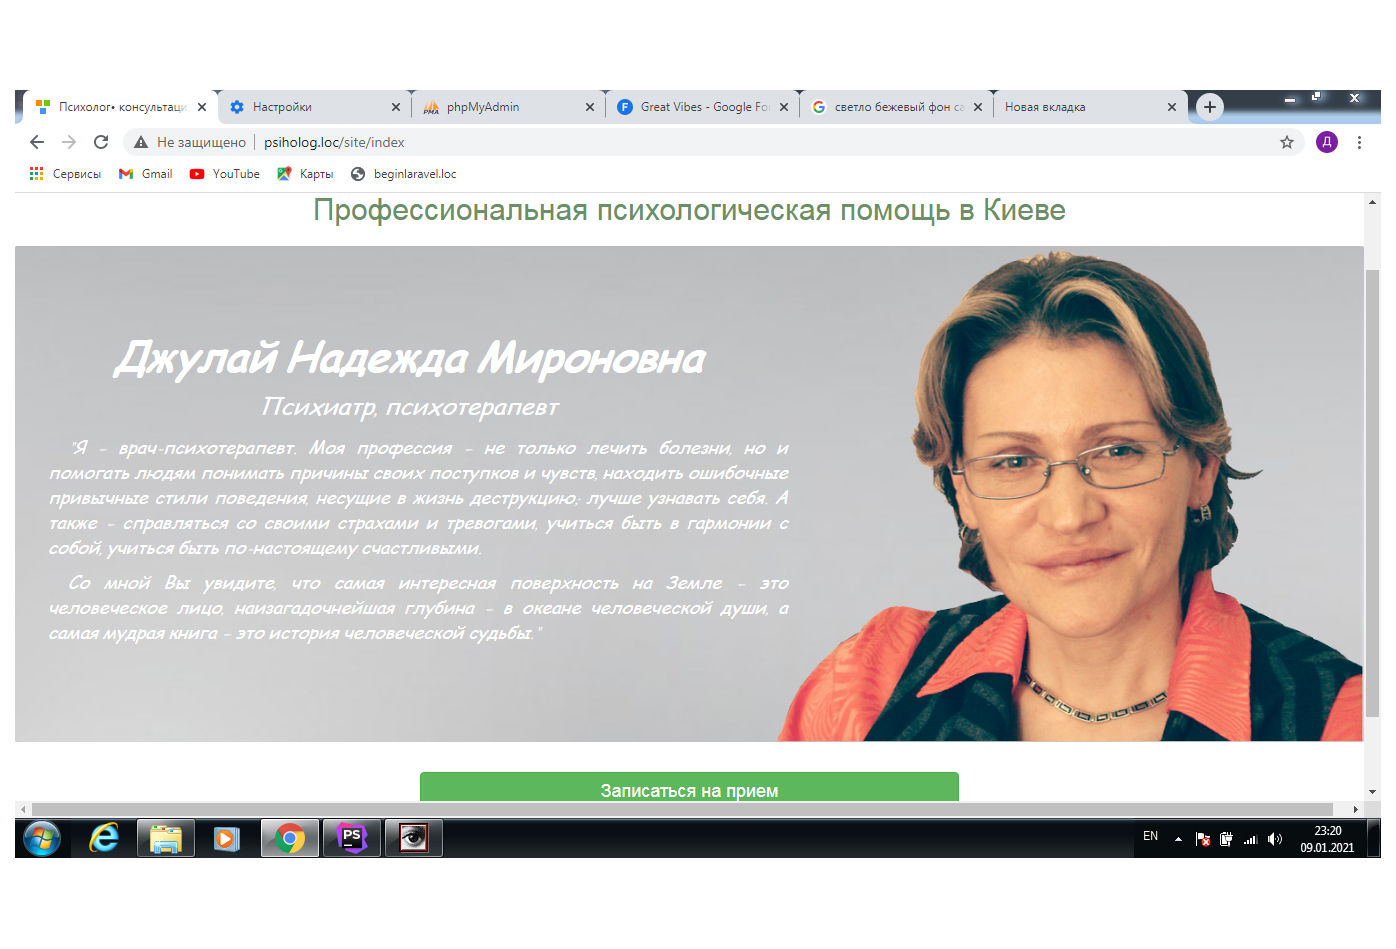 Психолог• консультаци
Настройки
phpMyAdmin
Great Vibes - Google Fo
светло бежевый фон са
Новая вкладка
Не защищено
psiholog.loc/site/index
Д
Сервисы
Gmail
YouTube
Карты
beginlaravel.loc
Профессиональная психологическая помощь в Киеве
Джулай Надежда Мироновна
Психиатр, психотерапевт
"Я - врач-психотерапевт. Моя профессия - не только лечить болезни, но и
помогать людям понимать причины своих поступков и чувств, находить ошибочные
привычные стили поведения, несущие в жизнь деструкцию; лучше узнавать себя. А
также - справляться со своими страхами и тревогами, учиться быть в гармонии с
собой, учиться быть по-настоящему счастливыми.
Со мной Вы увидите, что самая интересная поверхность на Земле - это
человеческое лицо, наизагадочнейшая глубина - в океане человеческой души, а
самая мудрая книга - это история человеческой судьбы."
Записаться на прием
PMA
PS
EN
23:20
09.01.2021